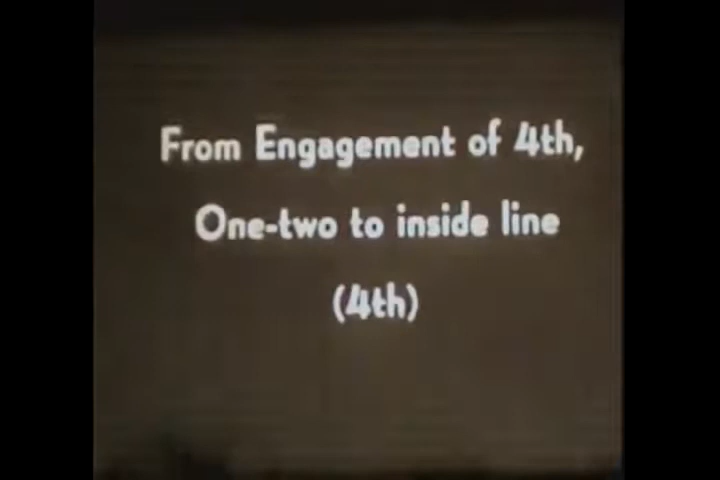 From Engagement of 4th,
One-two to inside line
(4th)